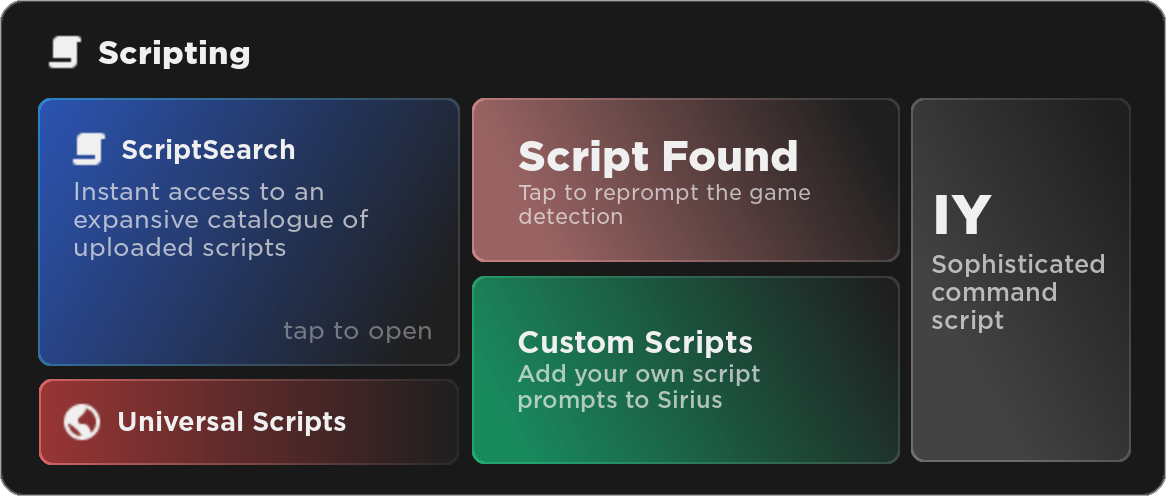 Scripting
ScriptSearch
Instant access to an
expansive catalogue of
uploaded scripts
tap to open
Universal Scripts
Script Found
Tap to reprompt the game
detection
Custom Scripts
Add your own script
prompts to Sirius
IY
Sophisticated
command
script